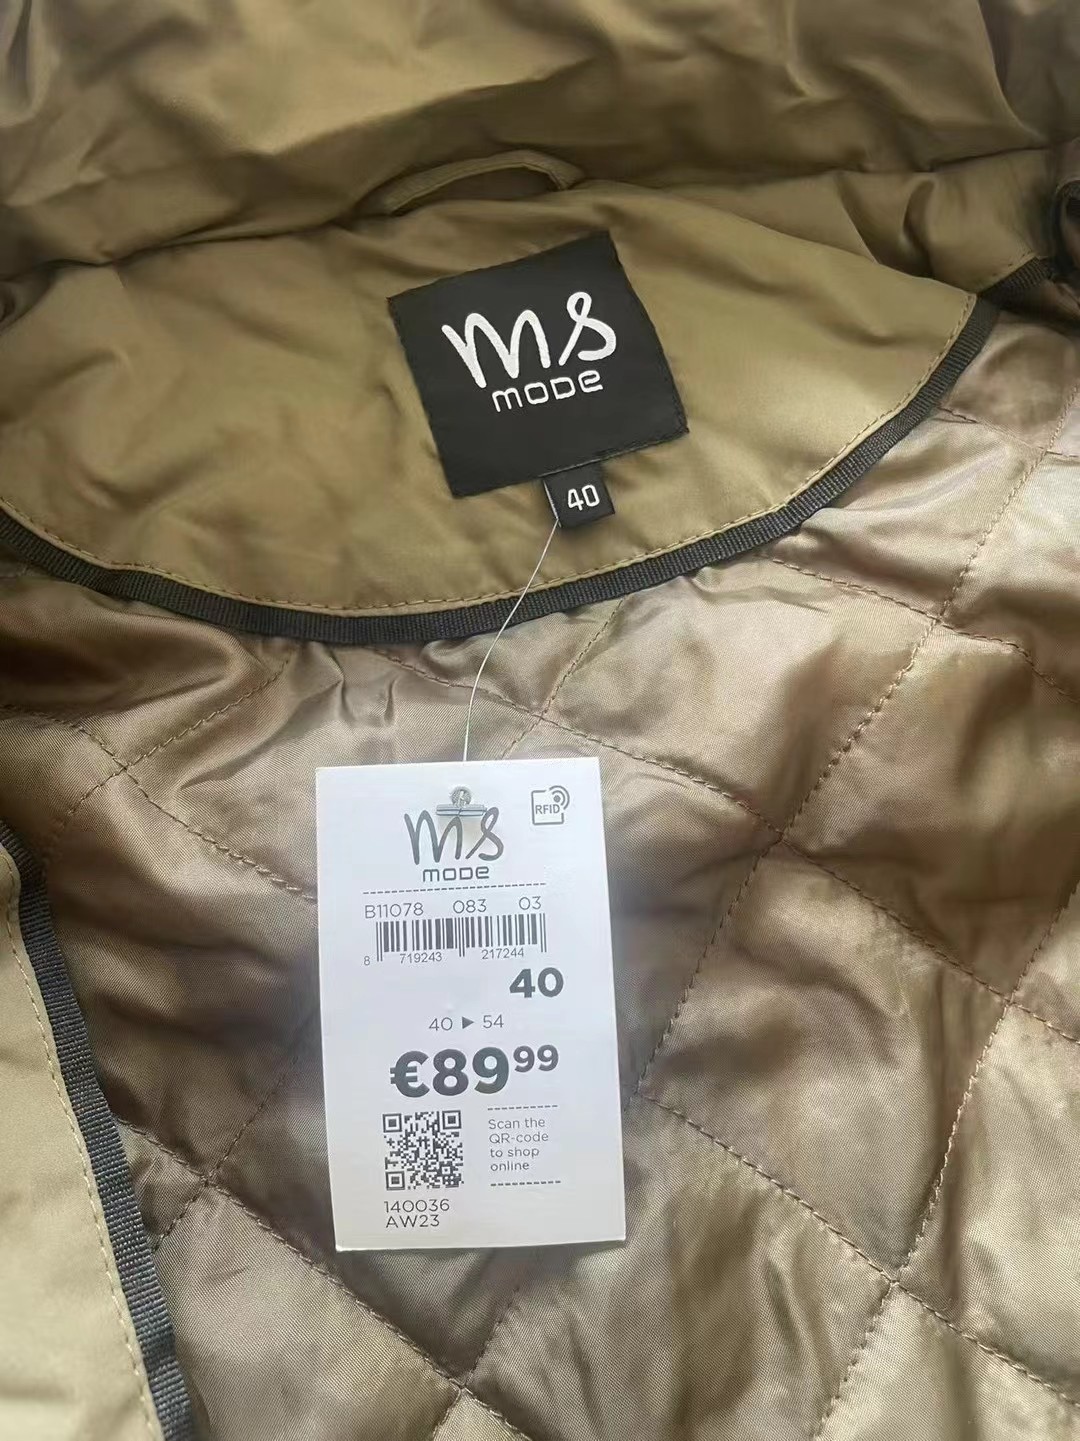 ms
mode
40
ms
mode
RFID
B11078 083 03
8 719243 217244
40
40 ▶ 54
€89⁹⁹
Scan the
QR-code
to shop
online
140036
AW23